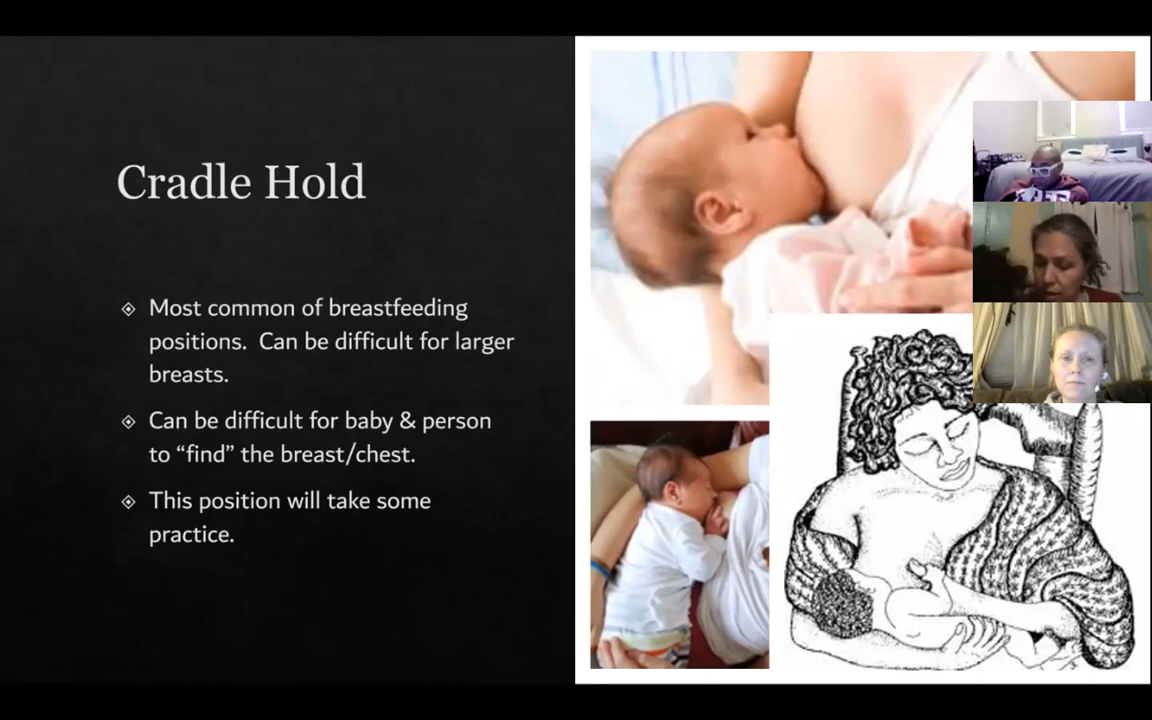 Cradle Hold
Most common of breastfeeding
positions.  Can be difficult for larger
breasts.
Can be difficult for baby & person
to “find” the breast/chest.
This position will take some
practice.